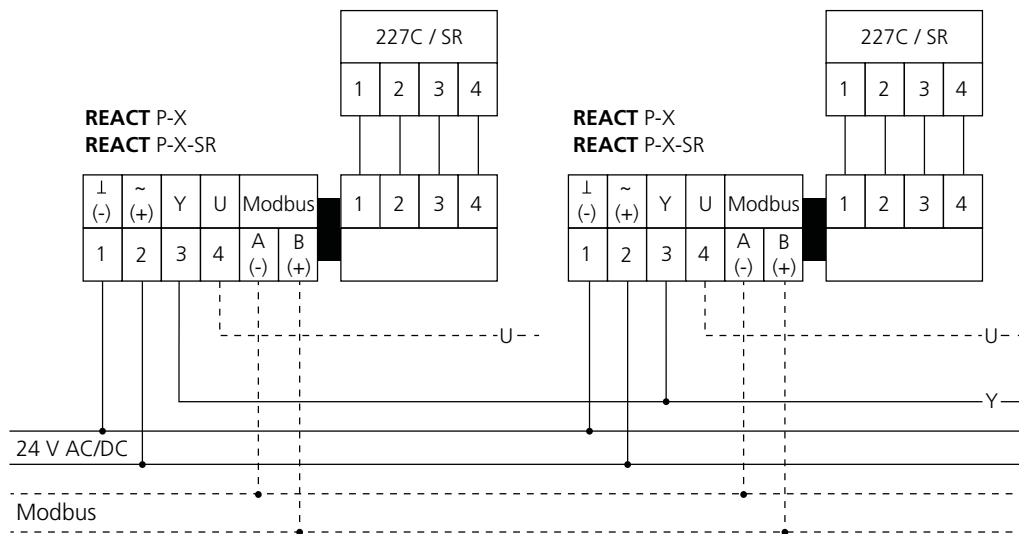 227C / SR
227C / SR
1 2 3 4
1 2 3 4
REACT P-X
REACT P-X-SR
REACT P-X
REACT P-X-SR
⊥ (-) ~ (+) Y U Modbus 1 2 3 4
⊥ (-) ~ (+) Y U Modbus 1 2 3 4
1 2 3 4 A (-) B (+)
1 2 3 4 A (-) B (+)
U
U
Y
24 V AC/DC
Modbus